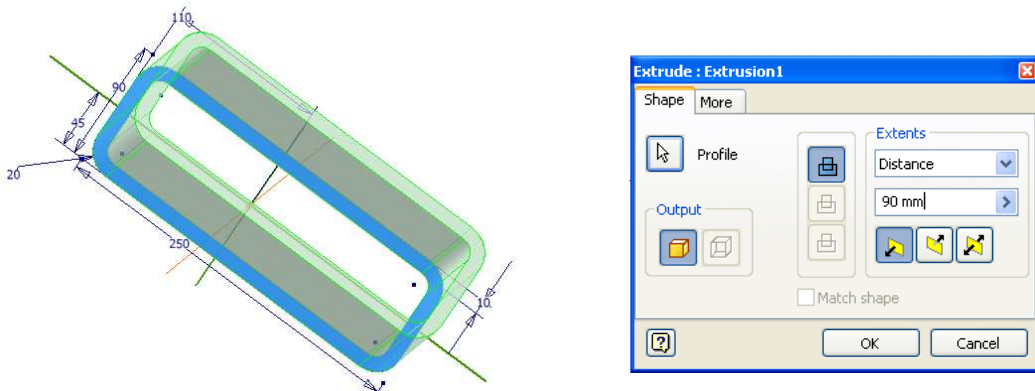 110
90
45
20
250
10
Extrude : Extrusion1
Shape More
Profile
Extents
Distance
90 mm
Output
Match shape
OK Cancel